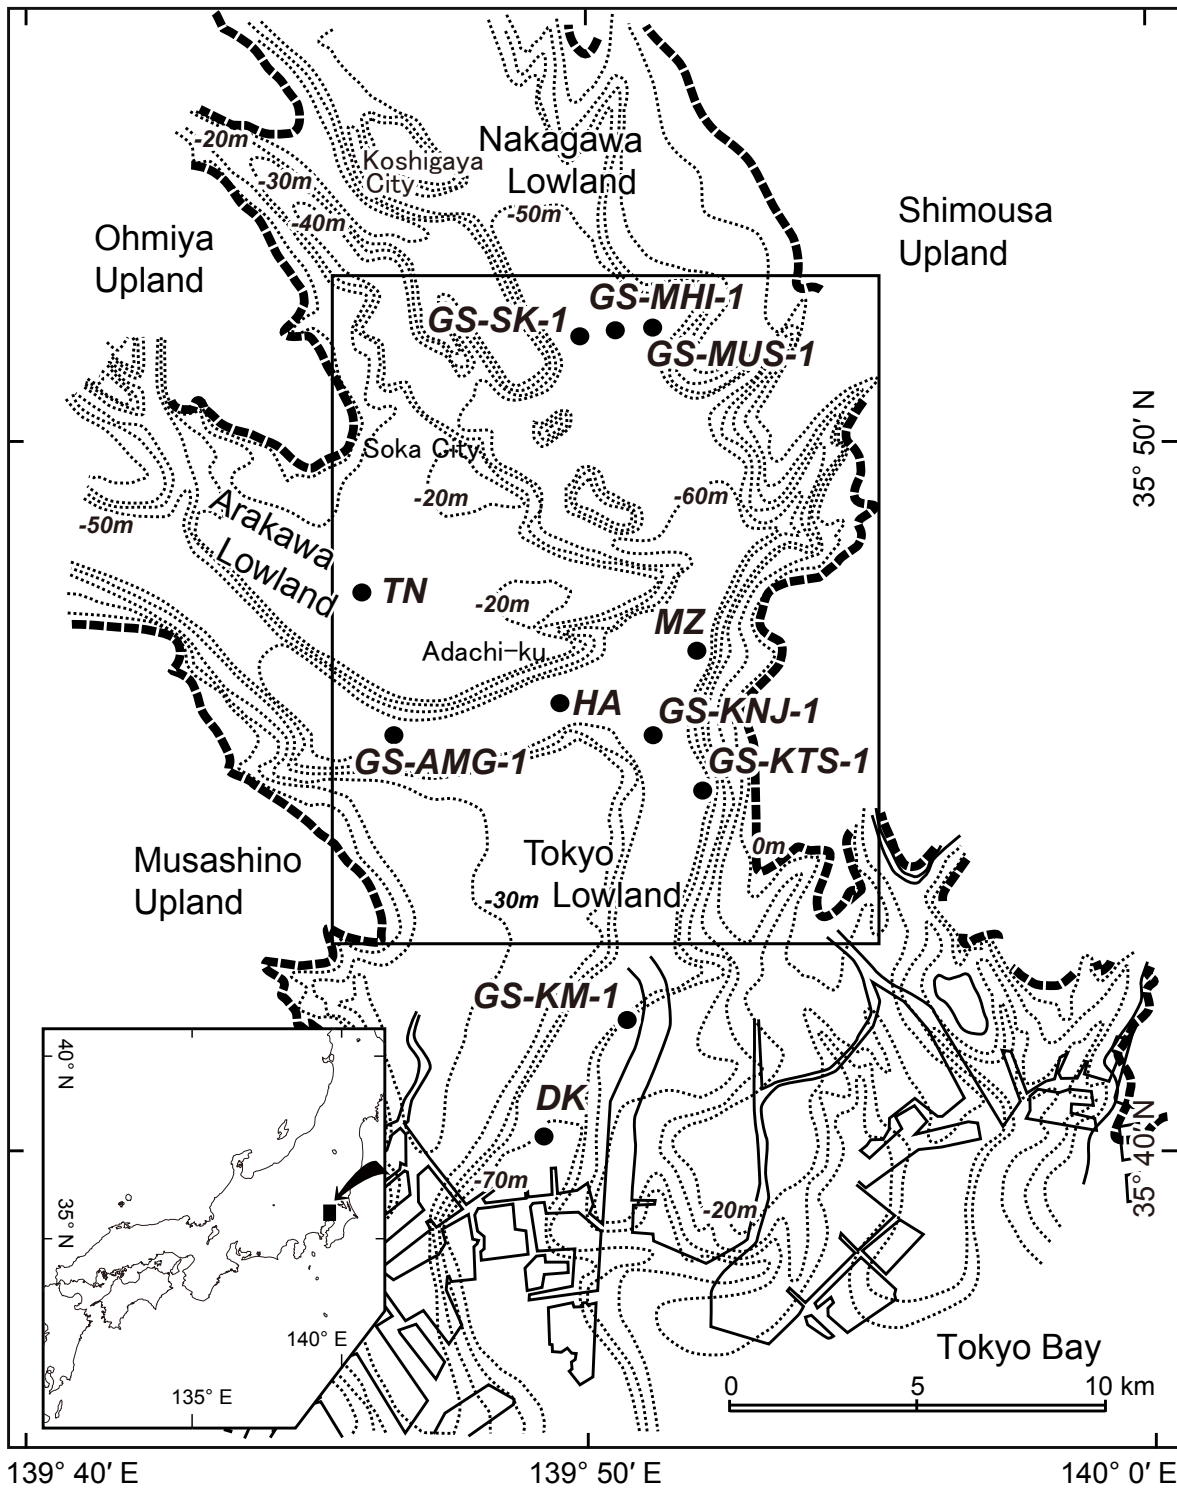 Nakagawa
Lowland
-20m
Koshigaya
City
-30m
-40m
-50m
Shimousa
Upland
Ohmiya
Upland
GS-MHI-1
GS-SK-1
GS-MUS-1
35° 50′ N
Soka City
-20m
-60m
-50m
Arakawa
Lowland
TN
-20m
MZ
Adachi-ku
HA
GS-KNJ-1
GS-AMG-1
GS-KTS-1
0m
Musashino
Upland
Tokyo
Lowland
-30m
GS-KM-1
DK
35° 40′ N
-70m
-20m
40° N
35° N
140° E
135° E
Tokyo Bay
0 5 10 km
139° 40′ E 139° 50′ E 140° 0′ E